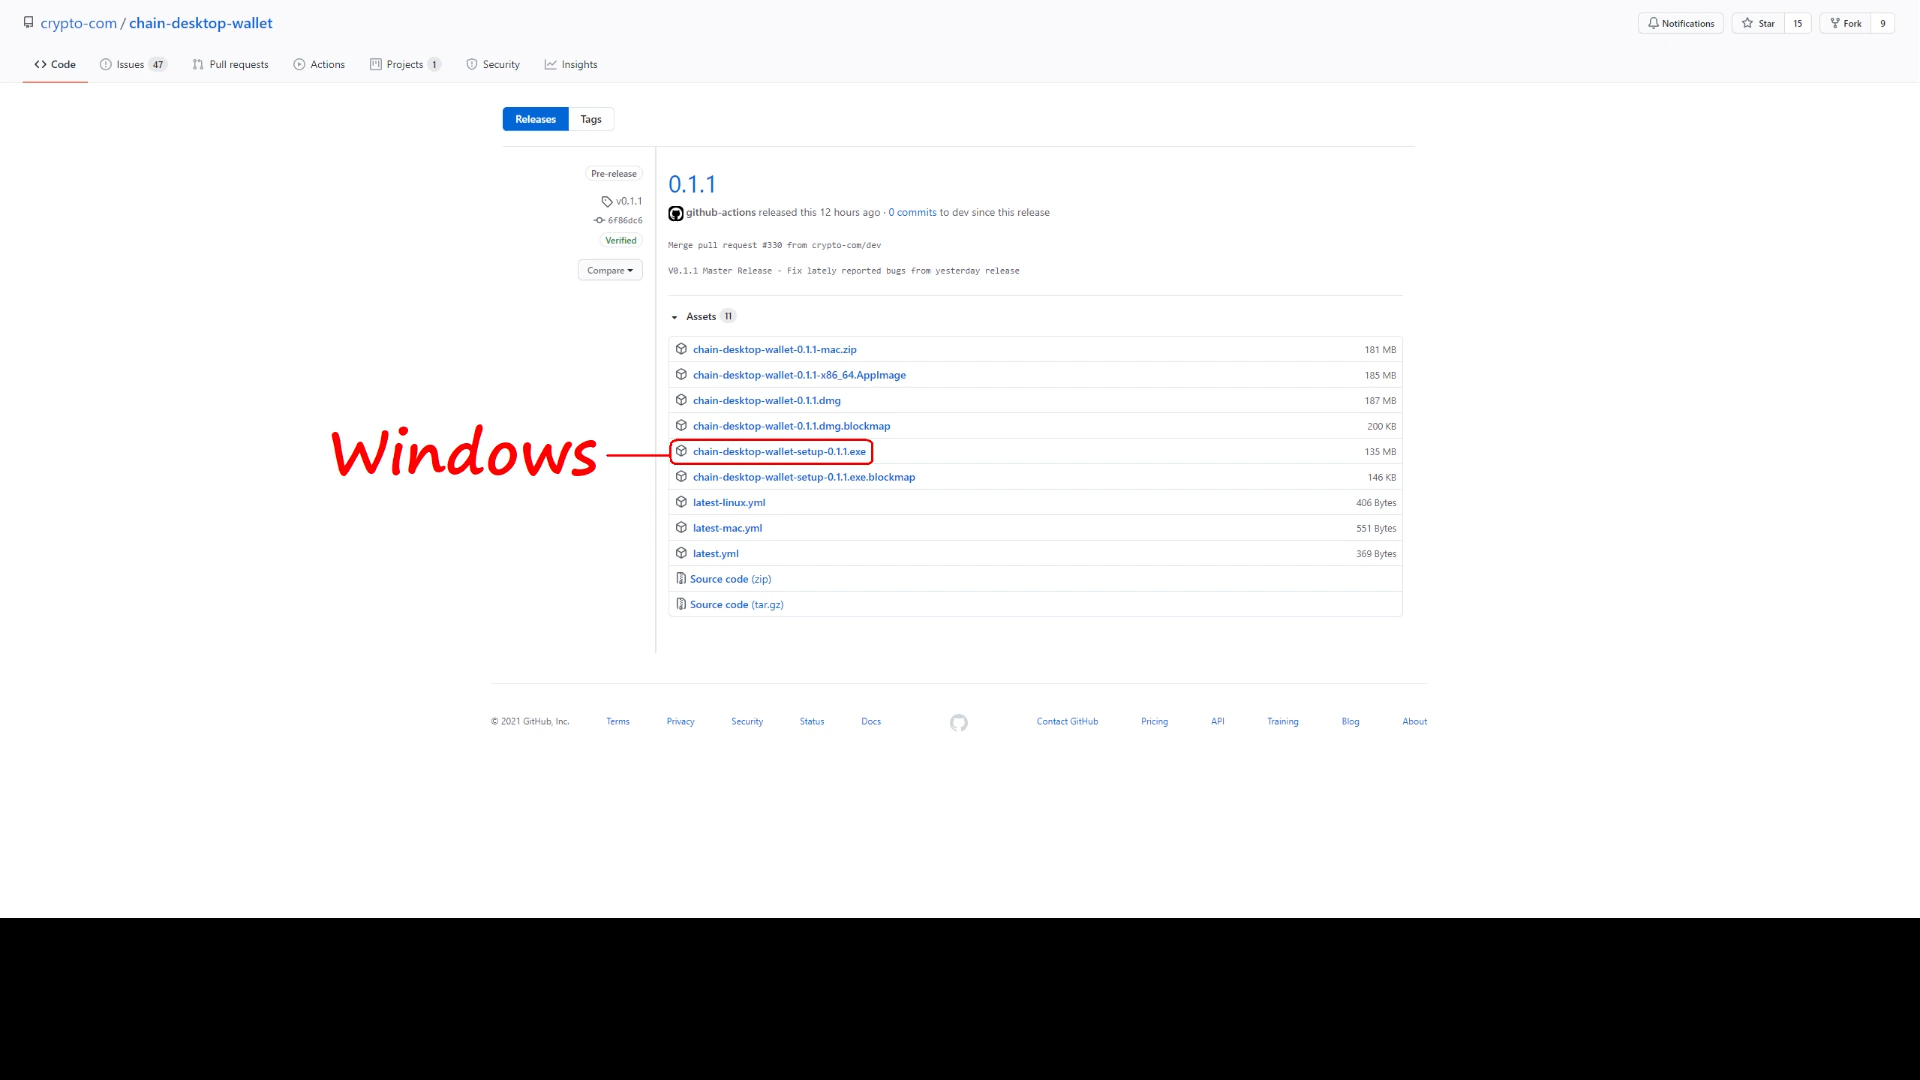 crypto-com / chain-desktop-wallet
Notifications Star 15 Fork 9
Code Issues 47 Pull requests Actions Projects 1 Security Insights
Releases Tags
Pre-release
v0.1.1
6f86dc6
Verified
Compare
0.1.1
github-actions released this 12 hours ago · 0 commits to dev since this release
Merge pull request #330 from crypto-com/dev
V0.1.1 Master Release - Fix lately reported bugs from yesterday release
Assets 11
chain-desktop-wallet-0.1.1-mac.zip 181 MB
chain-desktop-wallet-0.1.1-x86_64.AppImage 185 MB
chain-desktop-wallet-0.1.1.dmg 187 MB
chain-desktop-wallet-0.1.1.dmg.blockmap 200 KB
Windows
chain-desktop-wallet-setup-0.1.1.exe 135 MB
chain-desktop-wallet-setup-0.1.1.exe.blockmap 146 KB
latest-linux.yml 406 Bytes
latest-mac.yml 551 Bytes
latest.yml 369 Bytes
Source code (zip)
Source code (tar.gz)
© 2021 GitHub, Inc. Terms Privacy Security Status Docs Contact GitHub Pricing API Training Blog About